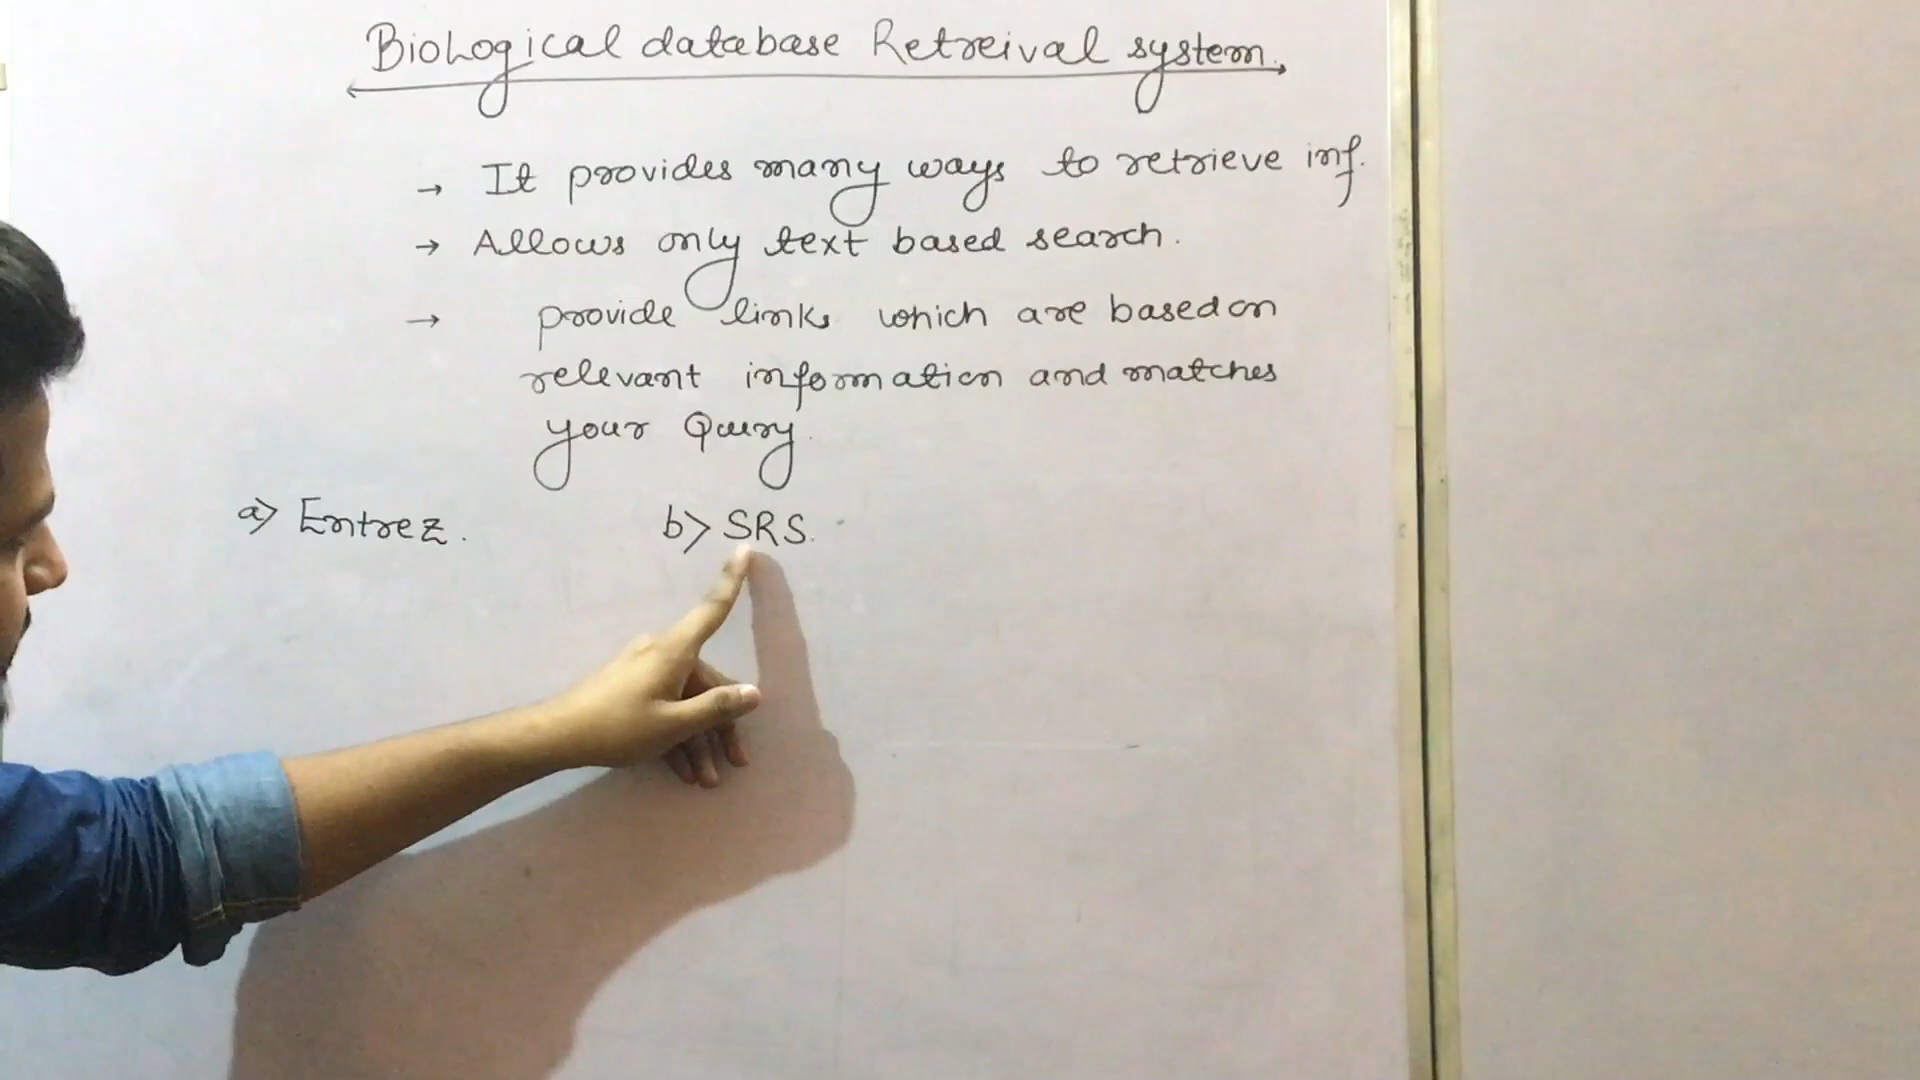 Biological database Retreival system.
→ It provides many ways to retrieve inf.
→ Allows only text based search.
→ provide links which are based on
relevant information and matches
your Query.
a) Entrez. b) SRS.